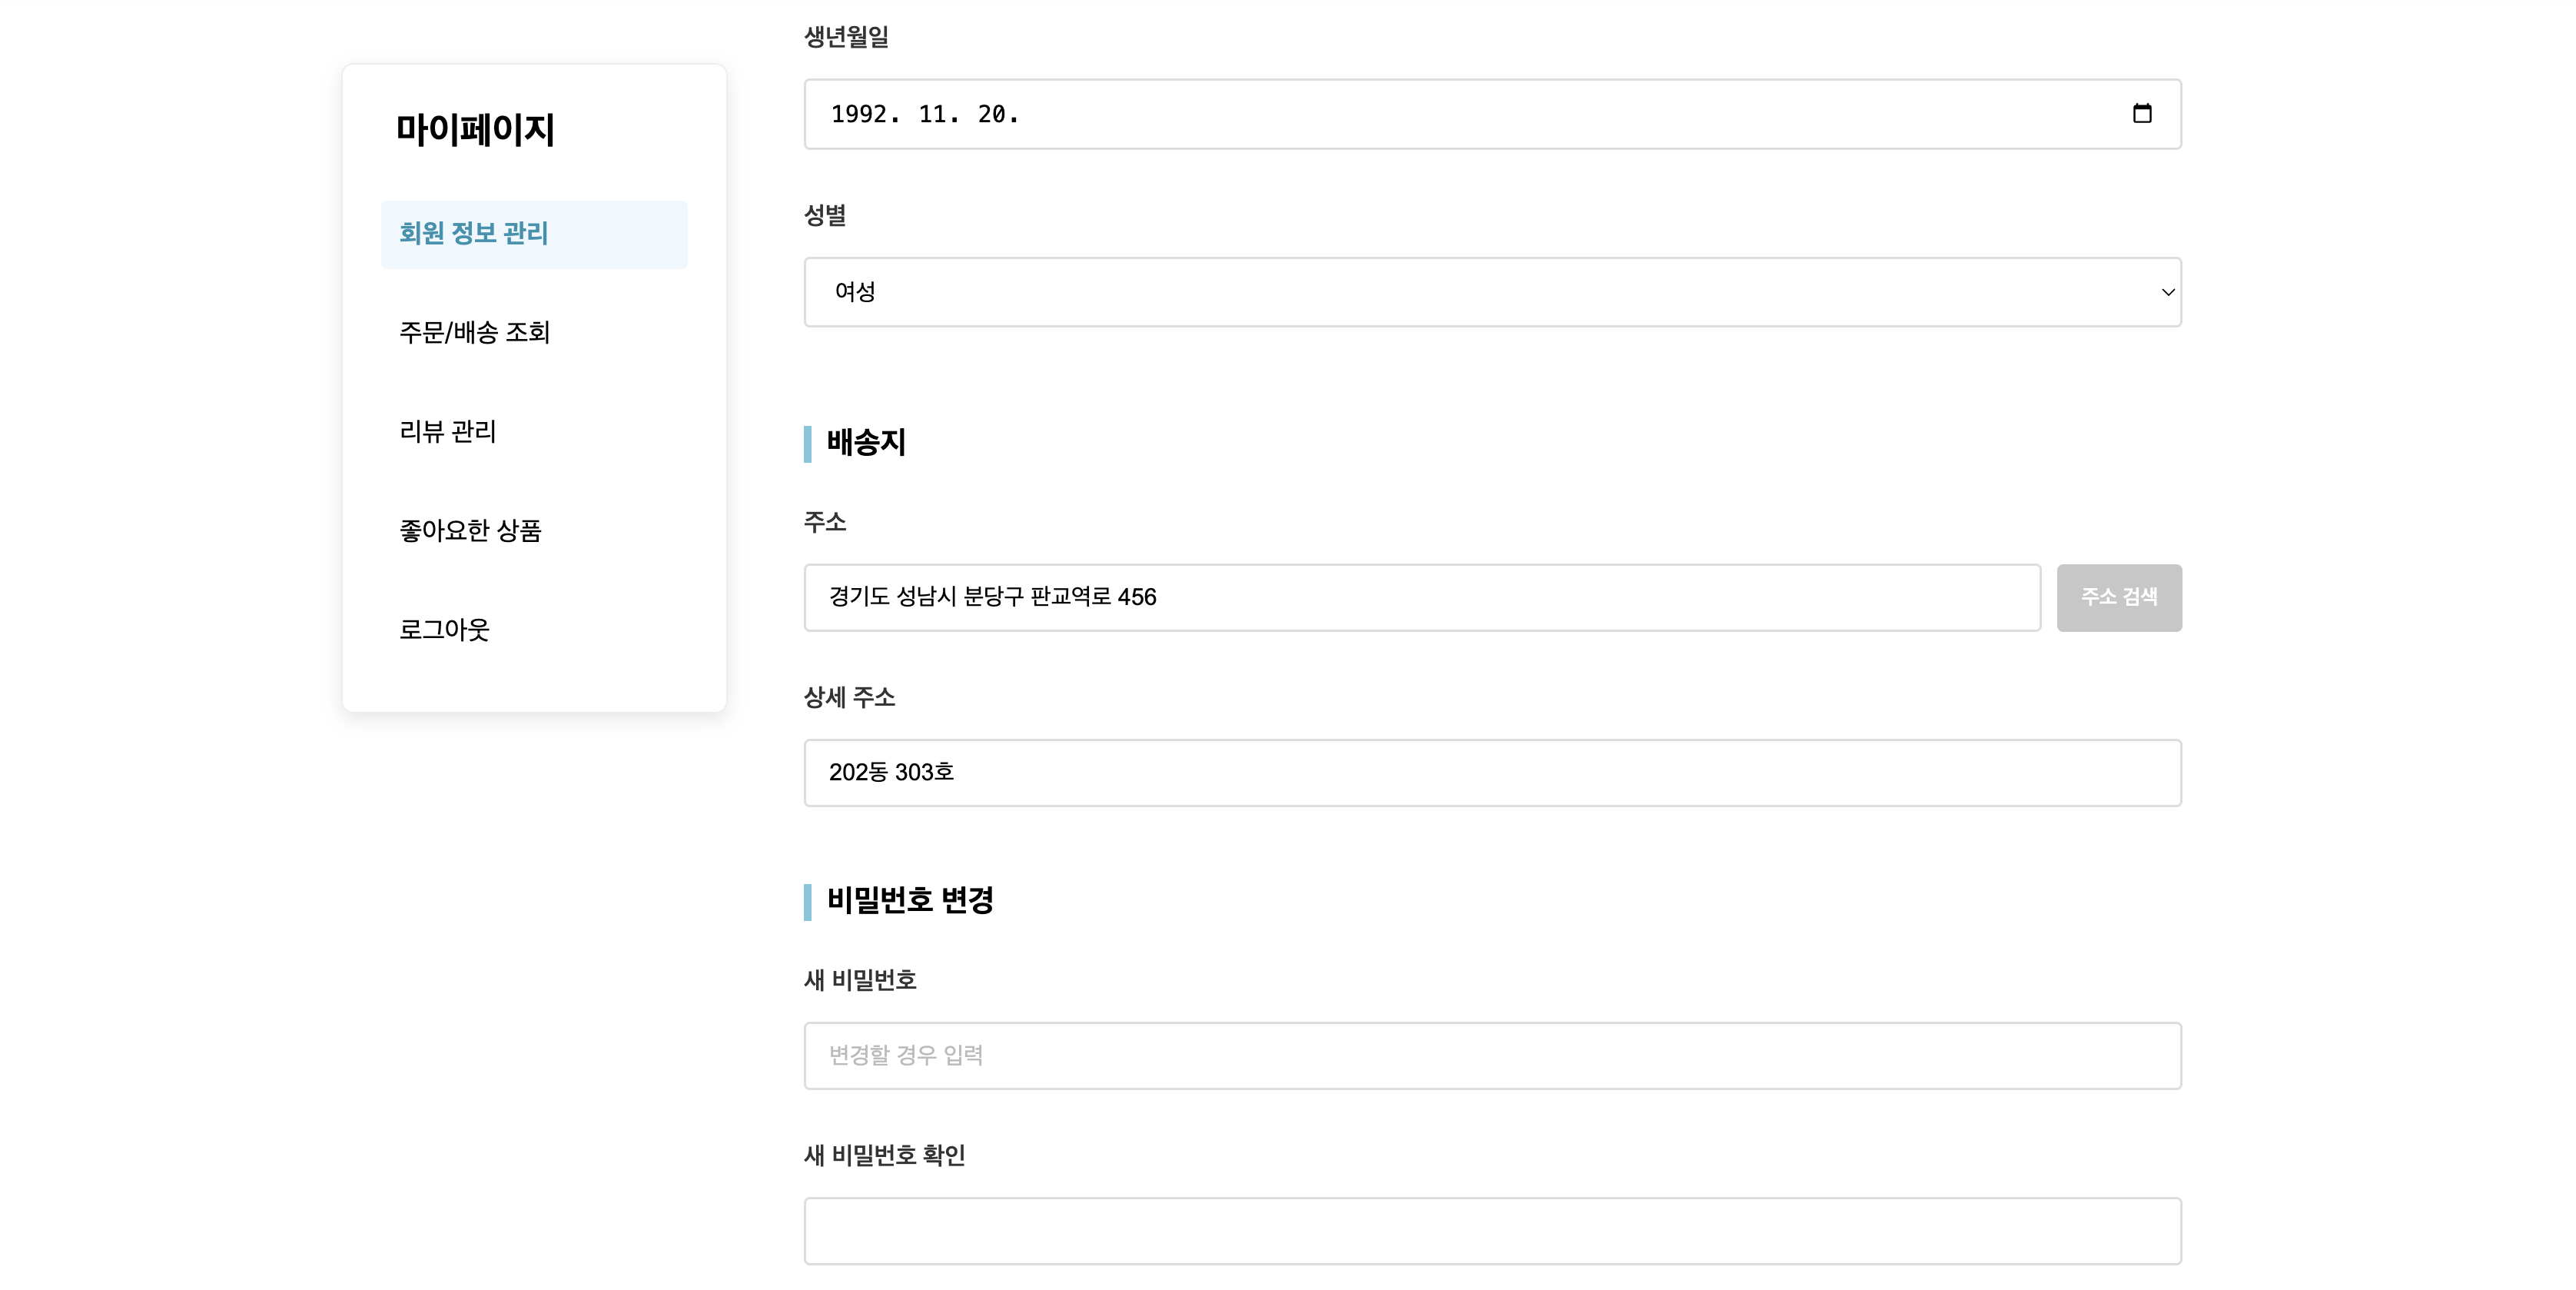 마이페이지
회원 정보 관리
주문/배송 조회
리뷰 관리
좋아요한 상품
로그아웃
생년월일
1992. 11. 20.
성별
여성
배송지
주소
경기도 성남시 분당구 판교역로 456
주소 검색
상세 주소
202동 303호
비밀번호 변경
새 비밀번호
변경할 경우 입력
새 비밀번호 확인